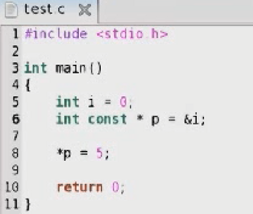 test.c
1 #include <stdio.h>
2
3 int main()
4 {
5     int i = 0;
6     int const * p = &i;
7
8     *p = 5;
9
10     return 0;
11 }